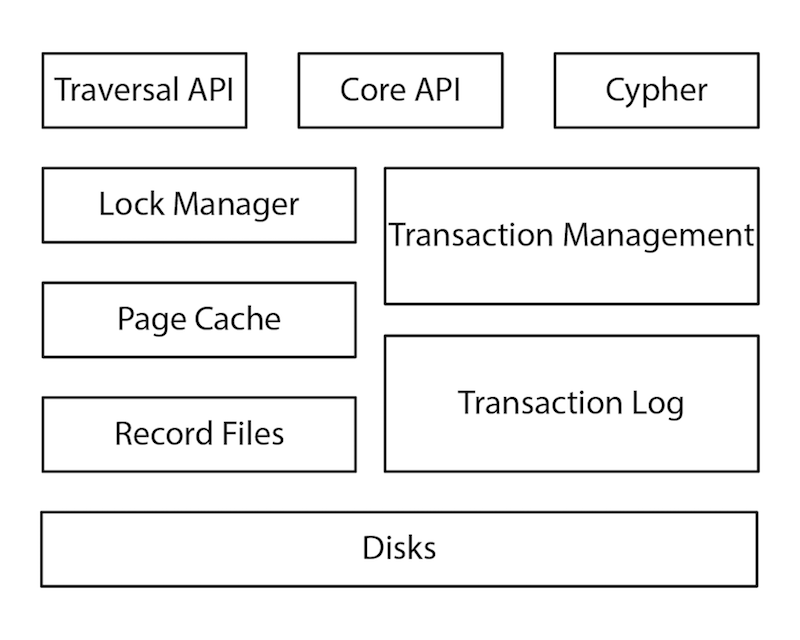 Traversal API
Core API
Cypher
Lock Manager
Transaction Management
Page Cache
Transaction Log
Record Files
Disks